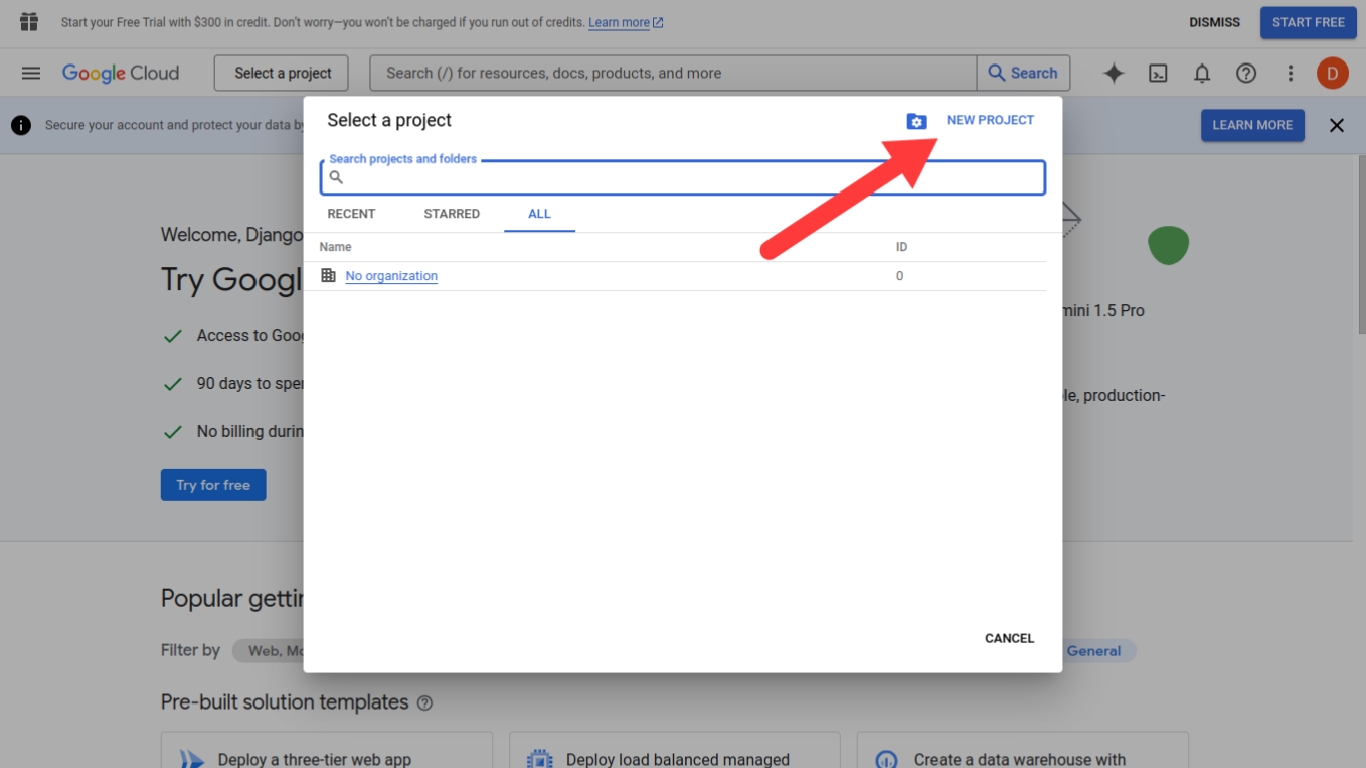 Start your Free Trial with $300 in credit. Don't worry—you won't be charged if you run out of credits. Learn more
DISMISS
START FREE
Google Cloud
Select a project
Search (/) for resources, docs, products, and more
Search
D
Secure your account and protect your data by
LEARN MORE
Select a project
NEW PROJECT
Search projects and folders
RECENT
STARRED
ALL
Name
ID
No organization
0
CANCEL
Welcome, Django
Try Googl
Access to Goo
90 days to spe
No billing durin
Try for free
mini 1.5 Pro
le, production-
Popular gettin
Filter by
Web, Mo
General
Pre-built solution templates
Deploy a three-tier web app
Deploy load balanced managed
Create a data warehouse with